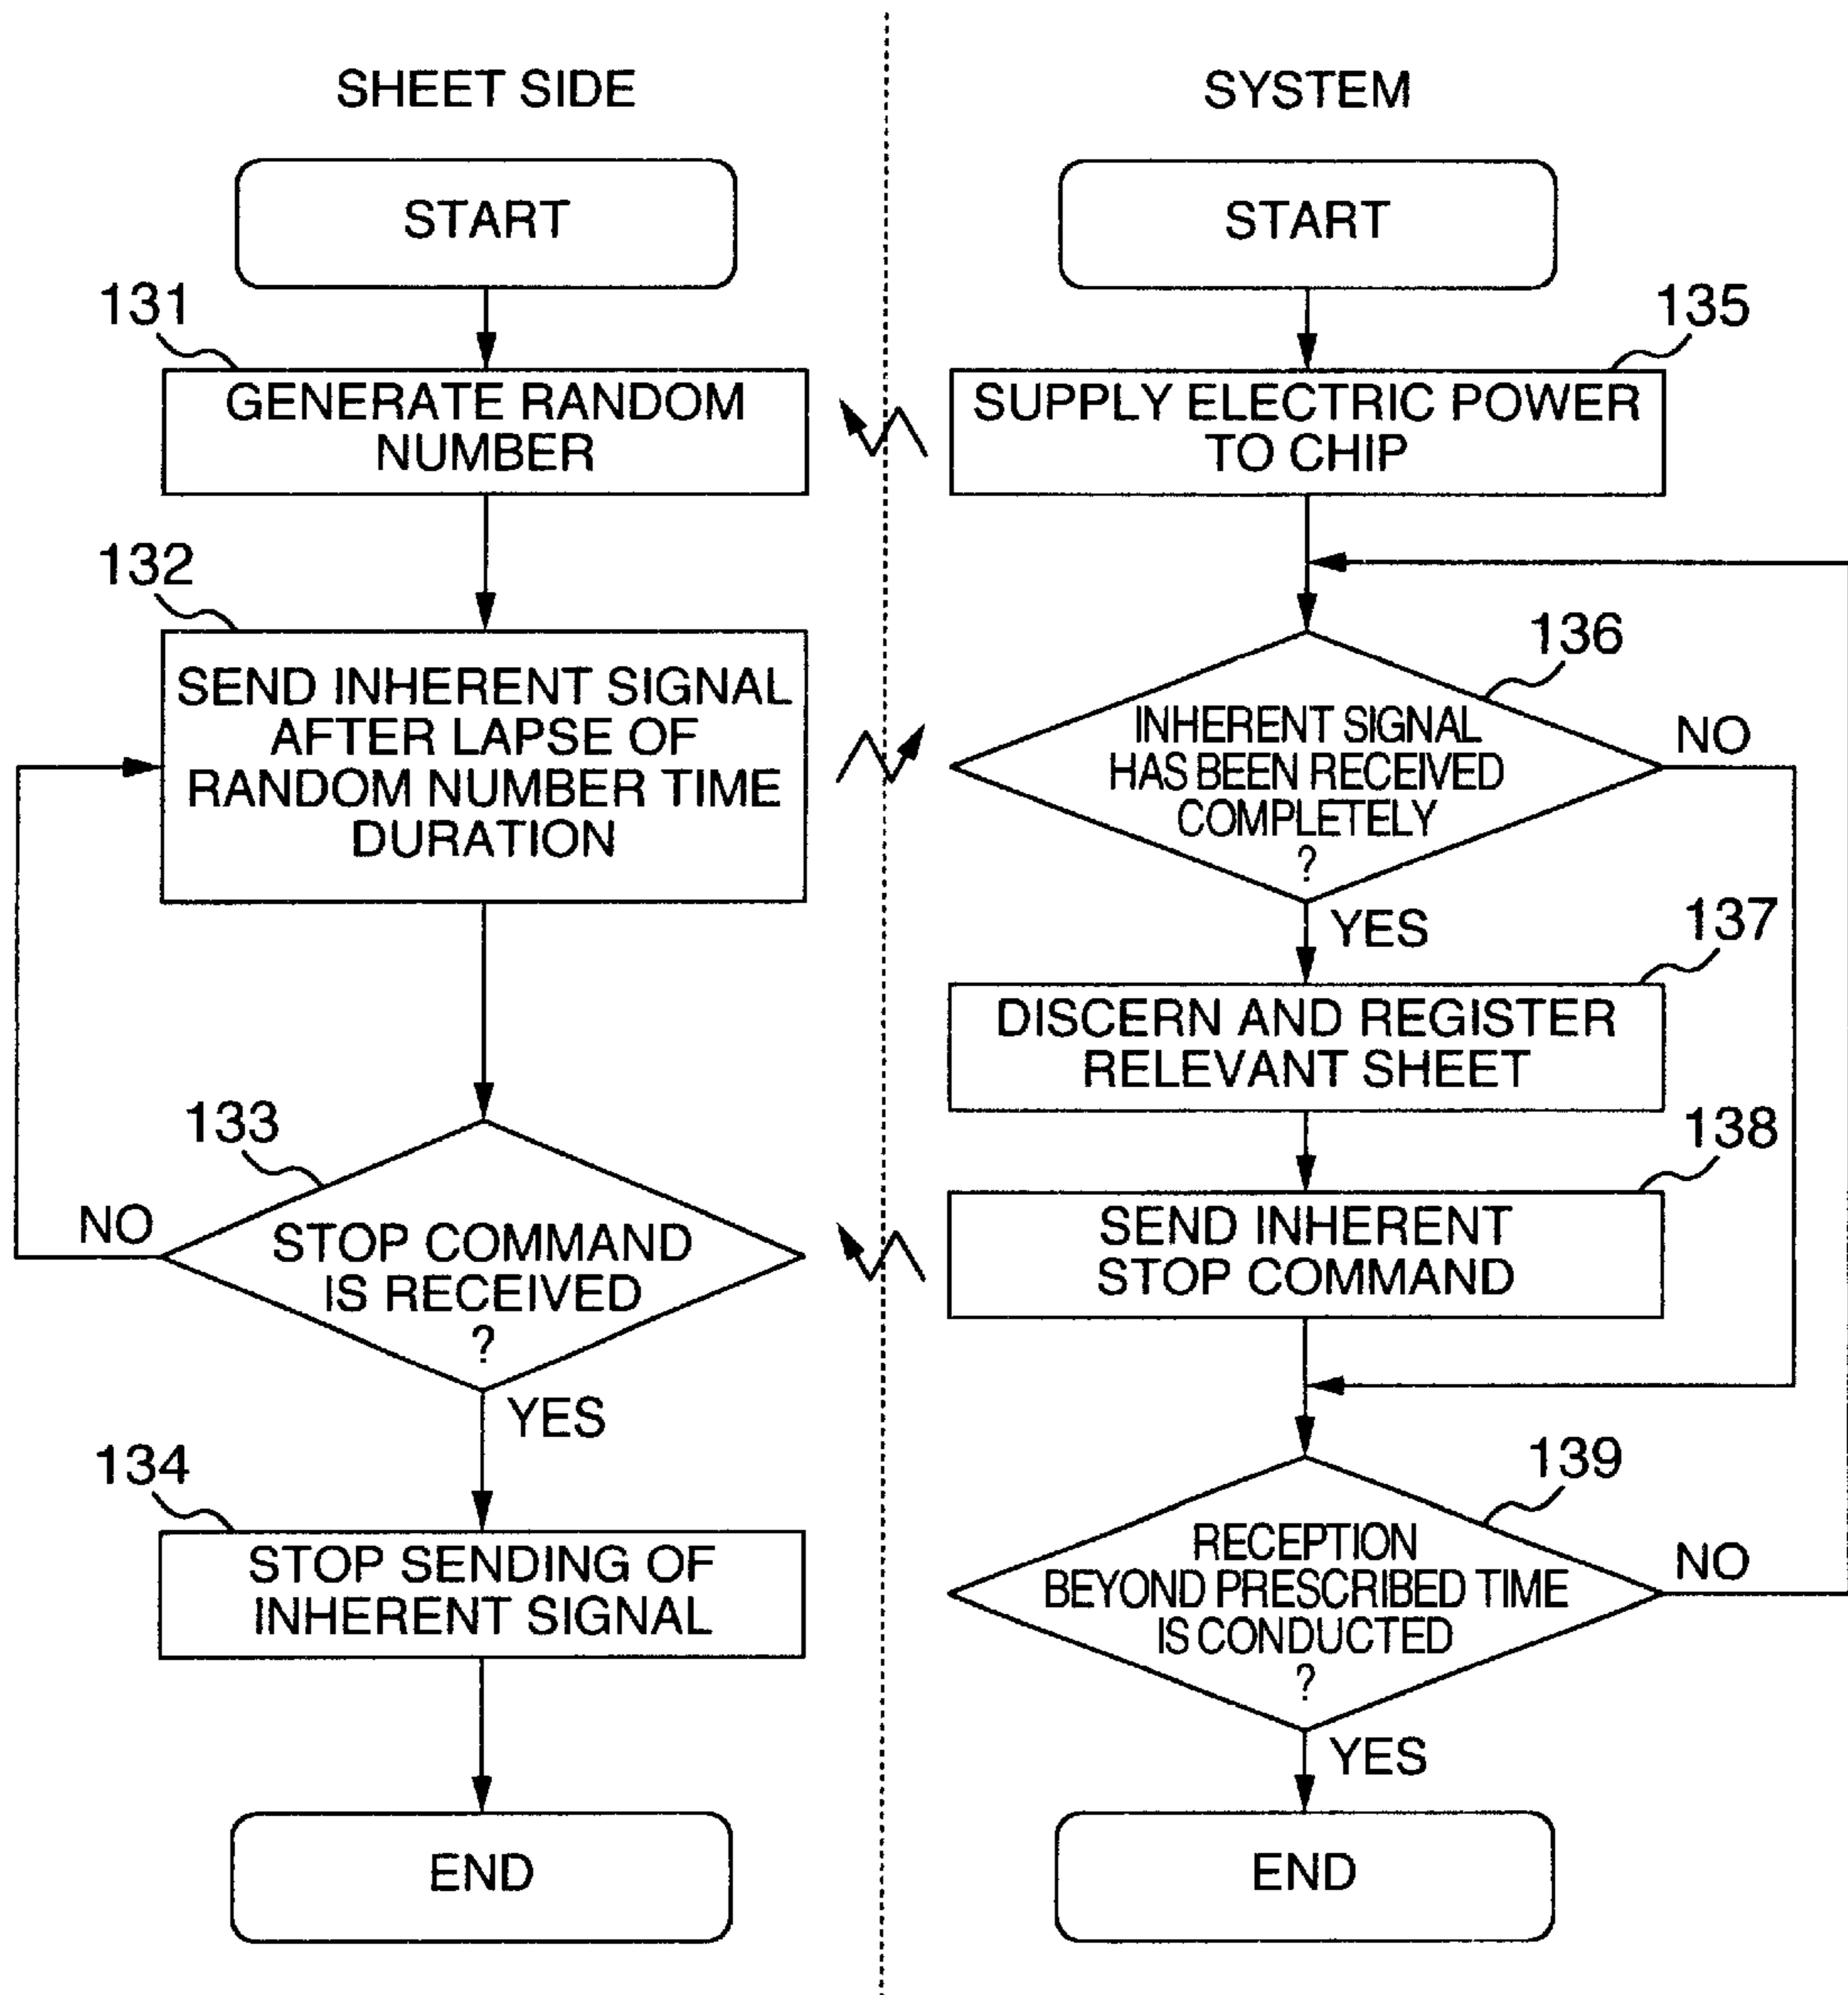 SHEET SIDE
START
131
GENERATE RANDOM
NUMBER
132
SEND INHERENT SIGNAL
AFTER LAPSE OF
RANDOM NUMBER TIME
DURATION
133
STOP COMMAND
IS RECEIVED
?
NO
YES
134
STOP SENDING OF
INHERENT SIGNAL
END
SYSTEM
START
135
SUPPLY ELECTRIC POWER
TO CHIP
136
INHERENT SIGNAL
HAS BEEN RECEIVED
COMPLETELY
?
NO
YES
137
DISCERN AND REGISTER
RELEVANT SHEET
138
SEND INHERENT
STOP COMMAND
139
RECEPTION
BEYOND PRESCRIBED TIME
IS CONDUCTED
?
NO
YES
END